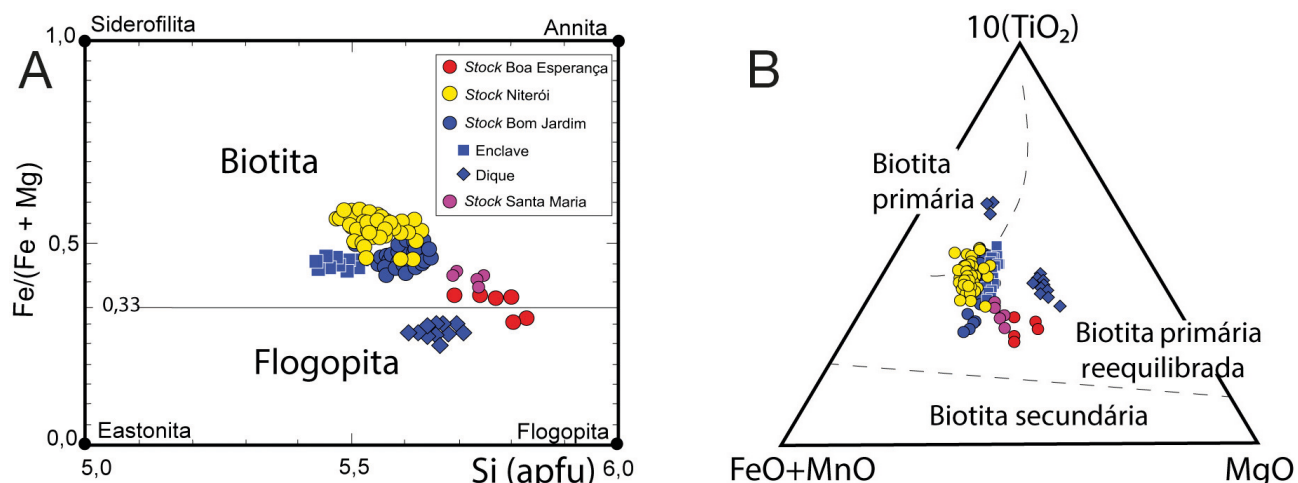 A
Siderofilita
Annita
1,0
Stock Boa Esperança
Stock Niterói
Stock Bom Jardim
Enclave
Dique
Stock Santa Maria
Biotita
Fe/(Fe + Mg)
0,5
0,33
Flogopita
Eastonita
Flogopita
0,0
5,0
5,5
Si (apfu)
6,0
B
10(TiO₂)
Biotita
primária
Biotita primária
reequilibrada
Biotita secundária
FeO+MnO
MgO